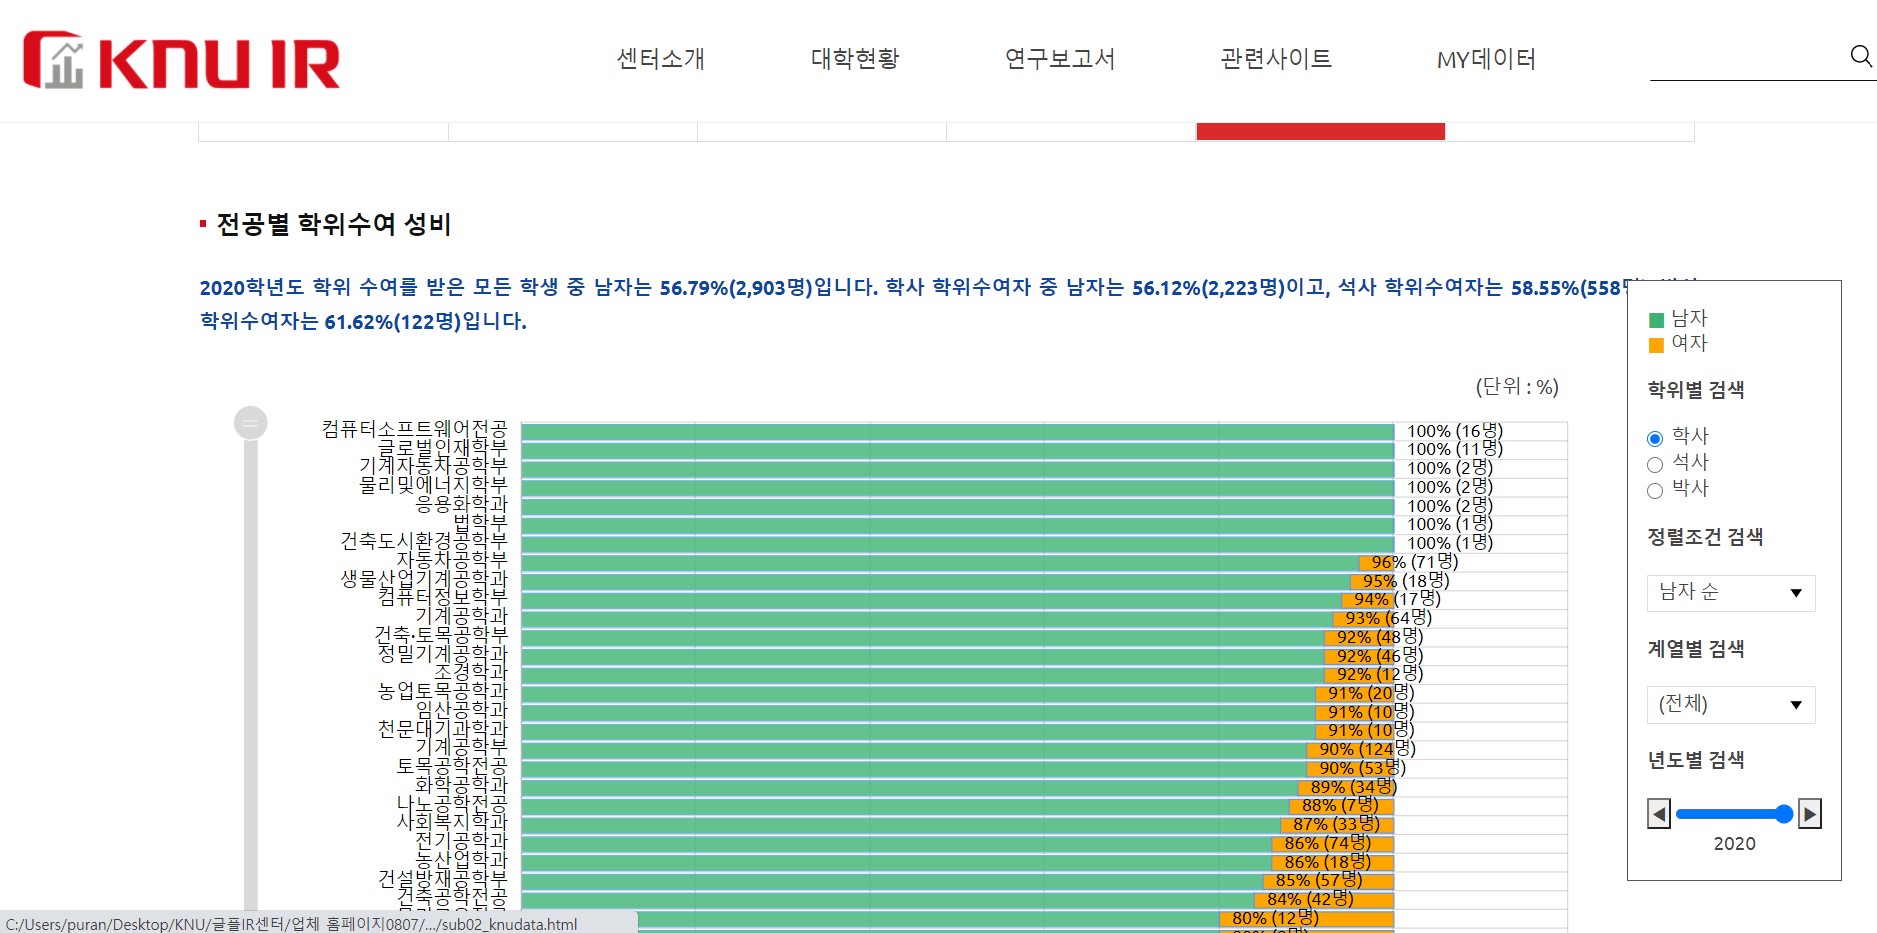 KNU IR
센터소개 대학현황 연구보고서 관련사이트 MY데이터
전공별 학위수여 성비
2020학년도 학위 수여를 받은 모든 학생 중 남자는 56.79%(2,903명)입니다. 학사 학위수여자 중 남자는 56.12%(2,223명)이고, 석사 학위수여자는 58.55%(558
학위수여자는 61.62%(122명)입니다.
(단위 : %)
컴퓨터소프트웨어전공 100% (16명)
글로벌인재학부 100% (11명)
기계자동차공학부 100% (2명)
물리및에너지학부 100% (2명)
응용화학과 100% (2명)
법학부 100% (1명)
건축도시환경공학부 100% (1명)
자동차공학부 96% (71명)
생물산업기계공학과 95% (18명)
컴퓨터정보학부 94% (17명)
기계공학과 93% (64명)
건축·토목공학부 92% (48명)
정밀기계공학과 92% (46명)
조경학과 92% (12명)
농업토목공학과 91% (20명)
임산공학과 91% (10명)
천문대기과학과 91% (10명)
기계공학부 90% (124명)
토목공학전공 90% (53명)
화학공학과 89% (34명)
나노공학전공 88% (7명)
사회복지학과 87% (33명)
전기공학과 86% (74명)
농산업학과 86% (18명)
건설방재공학부 85% (57명)
건축공학전공 84% (42명)
80% (12명)
남자
여자
학위별 검색
학사
석사
박사
정렬조건 검색
남자 순
계열별 검색
(전체)
년도별 검색
2020
C:/Users/puran/Desktop/KNU/글플IR센터/업체 홈페이지0807/.../sub02_knudata.html